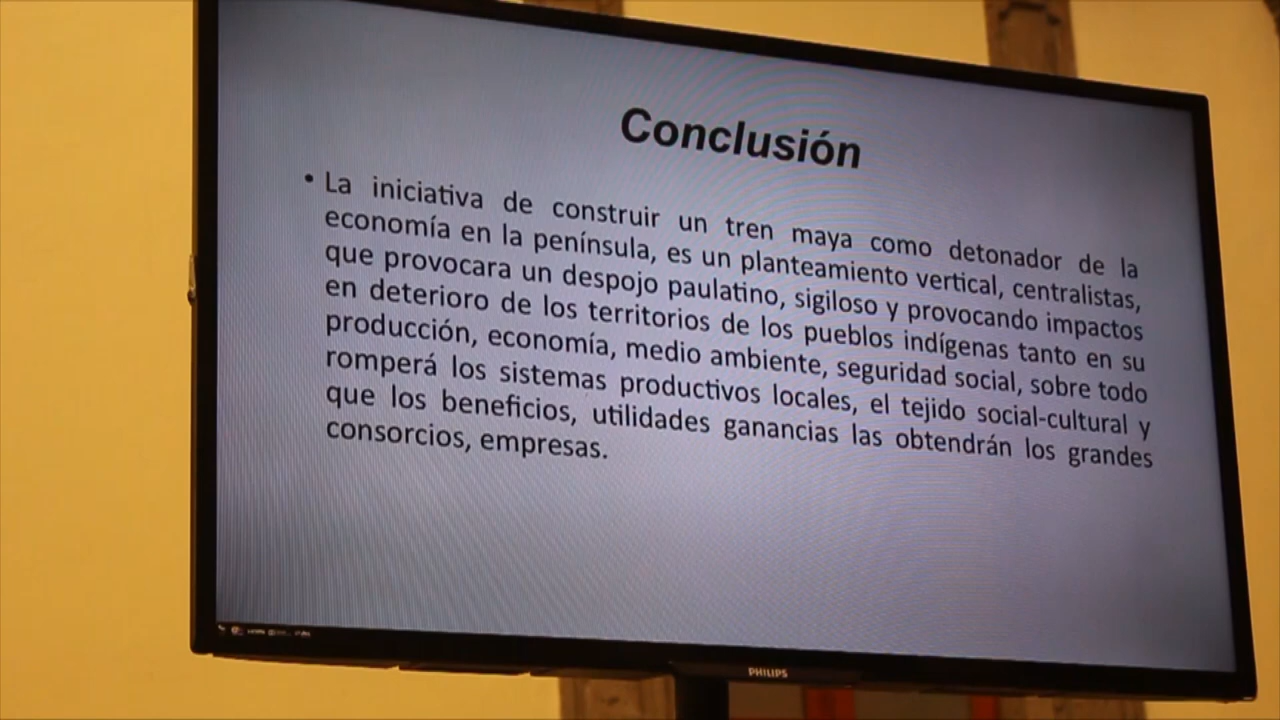 Conclusión
• La iniciativa de construir un tren maya como detonador de la
economía en la península, es un planteamiento vertical, centralistas,
que provocara un despojo paulatino, sigiloso y provocando impactos
en deterioro de los territorios de los pueblos indígenas tanto en su
producción, economía, medio ambiente, seguridad social, sobre todo
romperá los sistemas productivos locales, el tejido social-cultural y
que los beneficios, utilidades ganancias las obtendrán los grandes
consorcios, empresas.
PHILIPS